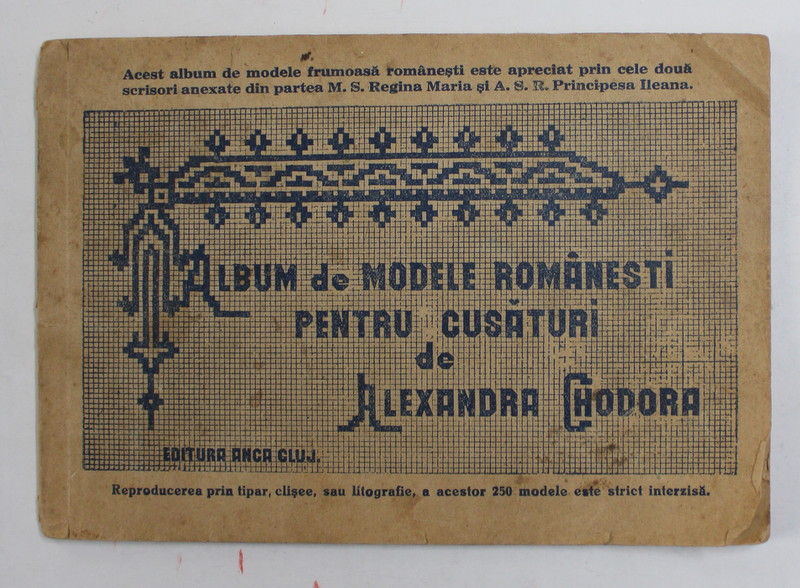 Acest album de modele frumoasă românești este apreciat prin cele două
scrisori anexate din partea M. S. Regina Maria și A. S. R. Principesa Ileana.
ALBUM de MODELE ROMÂNEȘTI
PENTRU CUSĂTURI
de
ALEXANDRA CHODORA
EDITURA ANCA CLUJ.
Reproducerea prin tipar, clișee, sau litografie, a acestor 250 modele este strict interzisă.